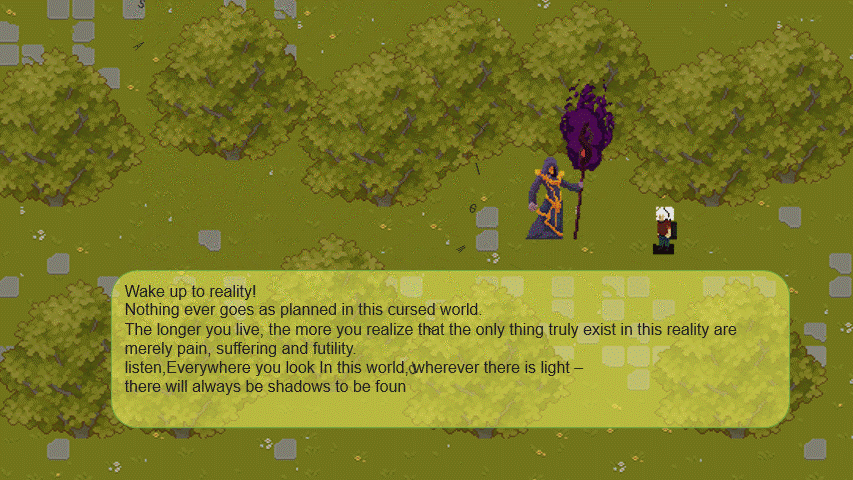 Wake up to reality!
Nothing ever goes as planned in this cursed world.
The longer you live, the more you realize that the only thing truly exist in this reality are
merely pain, suffering and futility.
listen,Everywhere you look In this world,wherever there is light –
there will always be shadows to be foun